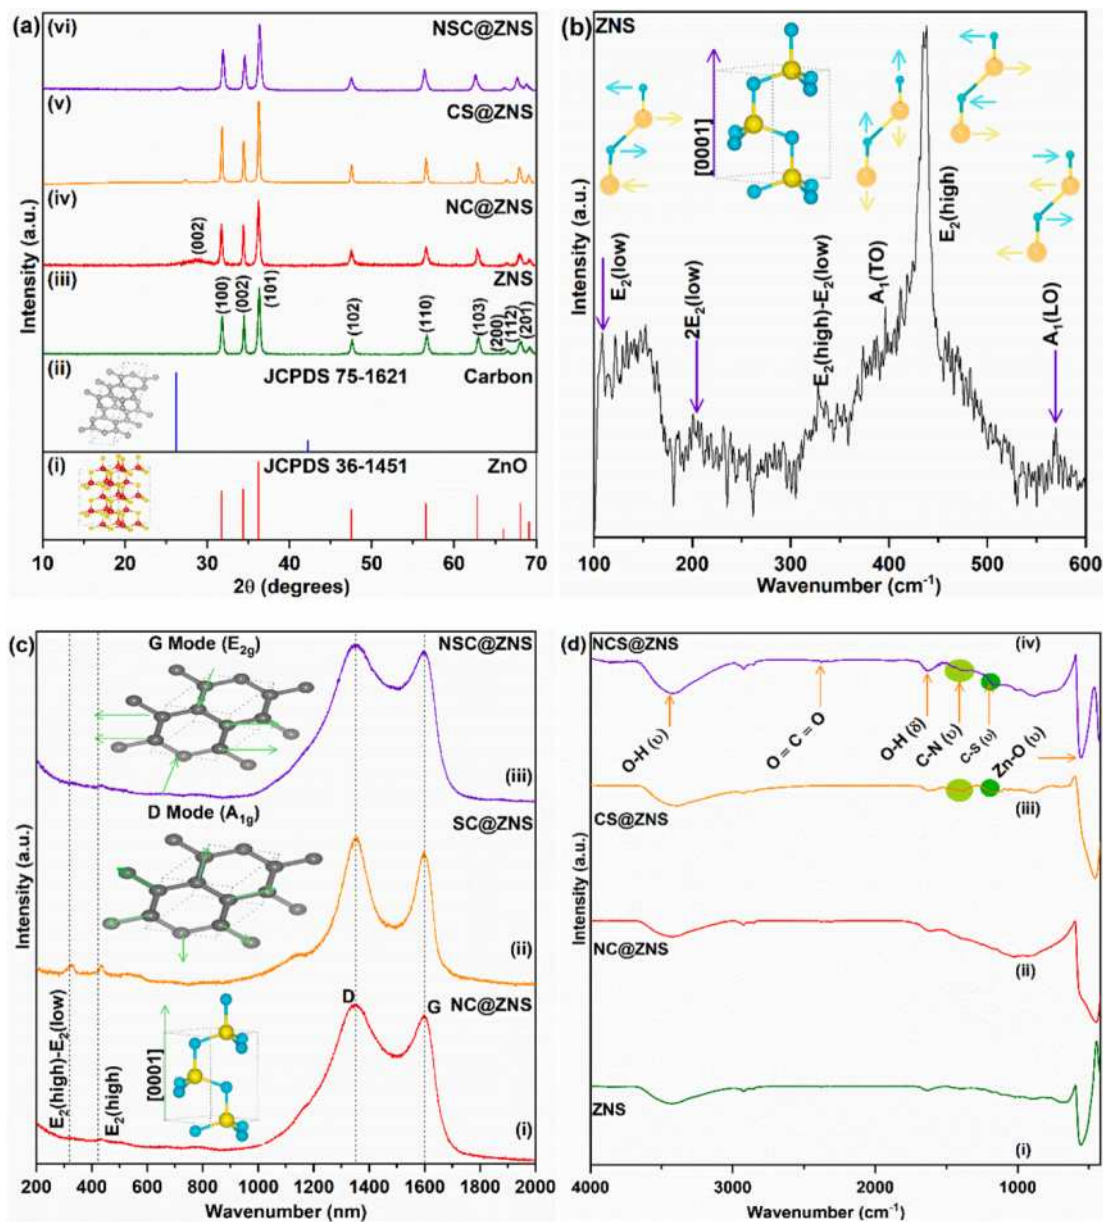 (a)
(vi)
NSC@ZNS
(v)
CS@ZNS
(iv)
NC@ZNS
(002)
(iii)
ZNS
(100)
(002)
(101)
(102)
(110)
(103)
(200)
(112)
(201)
(ii)
JCPDS 75-1621
Carbon
(i)
JCPDS 36-1451
ZnO
Intensity (a.u.)
10 20 30 40 50 60 70
2θ (degrees)
(b)
ZNS
[0001]
E₂(low)
2E₂(low)
E₂(high)-E₂(low)
A₁(TO)
E₂(high)
A₁(LO)
Intensity (a.u.)
100 200 300 400 500 600
Wavenumber (cm⁻¹)
(c)
G Mode (E₂g)
NSC@ZNS
(iii)
D Mode (A₁g)
SC@ZNS
(ii)
D
G
NC@ZNS
[0001]
E₂(high)-E₂(low)
E₂(high)
(i)
Intensity (a.u.)
200 400 600 800 1000 1200 1400 1600 1800 2000
Wavenumber (nm)
(d)
NCS@ZNS
(iv)
O-H (υ)
O = C = O
O-H (δ)
C-N (υ)
C-S (υ)
Zn-O (υ)
CS@ZNS
(iii)
NC@ZNS
(ii)
ZNS
(i)
Intensity (a.u.)
4000 3000 2000 1000
Wavenumber (cm⁻¹)